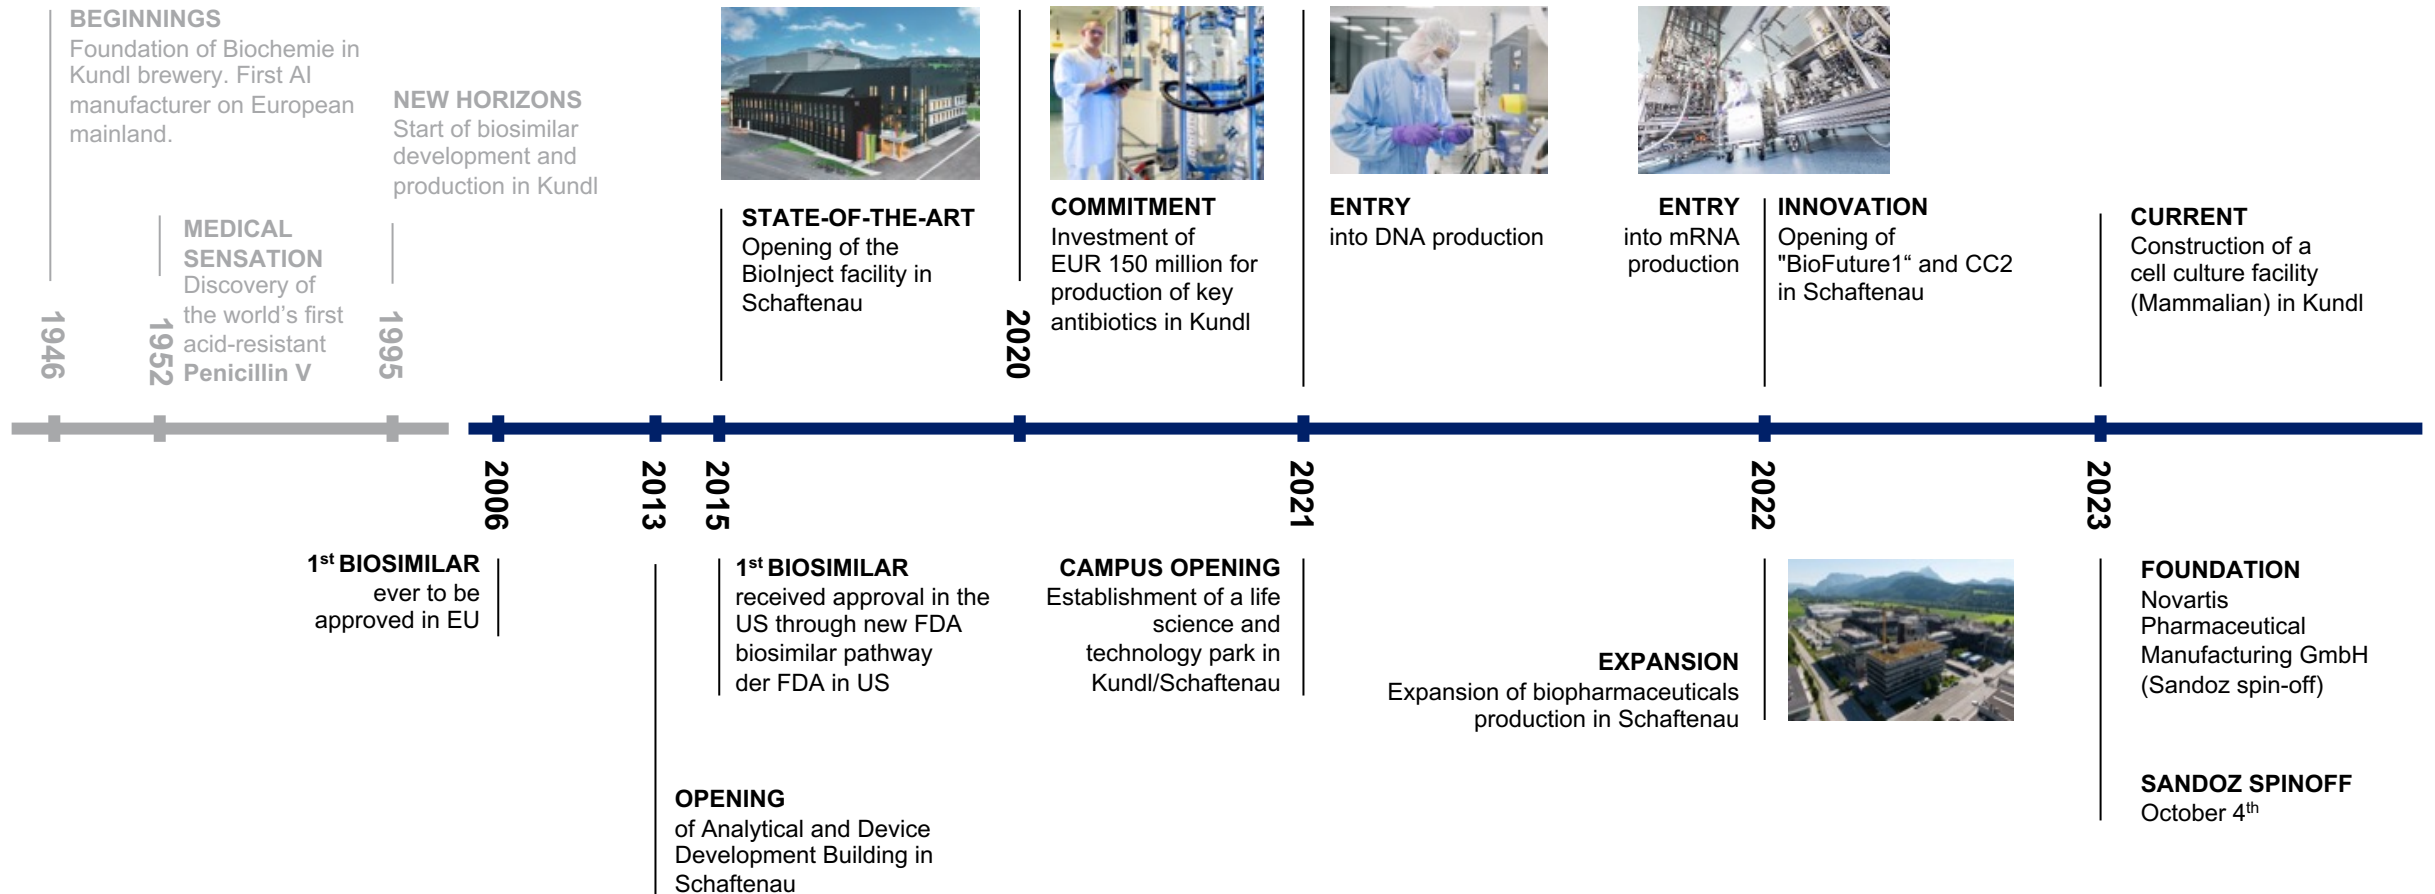 BEGINNINGS
Foundation of Biochemie in
Kundl brewery. First AI
manufacturer on European
mainland.
1946
MEDICAL
SENSATION
Discovery of
the world’s first
acid-resistant
Penicillin V
1952
NEW HORIZONS
Start of biosimilar
development and
production in Kundl
1995
STATE-OF-THE-ART
Opening of the
BioInject facility in
Schaftenau
2020
COMMITMENT
Investment of
EUR 150 million for
production of key
antibiotics in Kundl
ENTRY
into DNA production
ENTRY
into mRNA
production
INNOVATION
Opening of
"BioFuture1“ and CC2
in Schaftenau
CURRENT
Construction of a
cell culture facility
(Mammalian) in Kundl
2006
1st BIOSIMILAR
ever to be
approved in EU
2013
OPENING
of Analytical and Device
Development Building in
Schaftenau
2015
1st BIOSIMILAR
received approval in the
US through new FDA
biosimilar pathway
der FDA in US
2021
CAMPUS OPENING
Establishment of a life
science and
technology park in
Kundl/Schaftenau
2022
EXPANSION
Expansion of biopharmaceuticals
production in Schaftenau
2023
FOUNDATION
Novartis
Pharmaceutical
Manufacturing GmbH
(Sandoz spin-off)
SANDOZ SPINOFF
October 4th